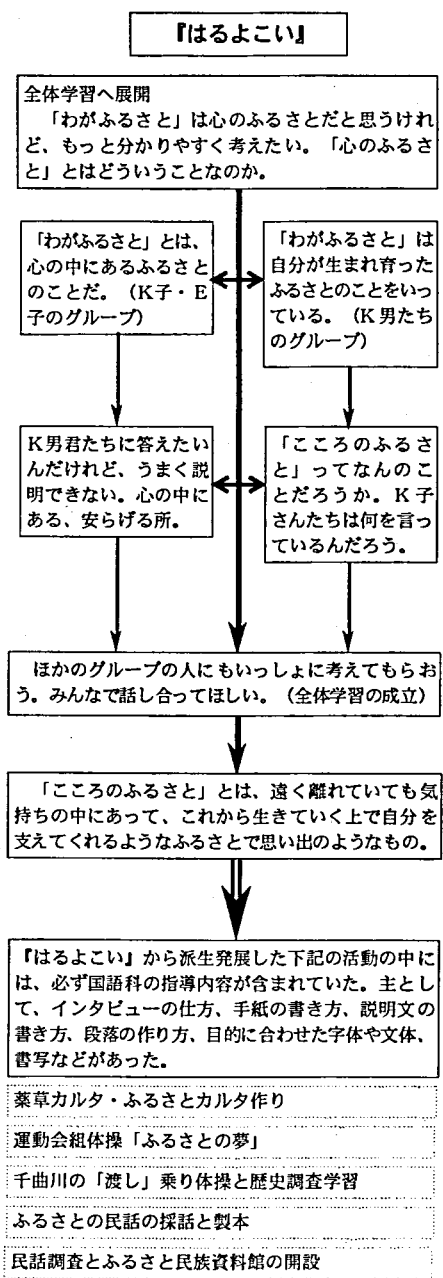 『はるよこい』
全体学習へ展開
「わがふるさと」は心のふるさとだと思うけれ
ど、もっと分かりやすく考えたい。「心のふるさ
と」とはどういうことなのか。
「わがふるさと」とは、
心の中にあるふるさと
のことだ。（Ｋ子・Ｅ
子のグループ）
「わがふるさと」は
自分が生まれ育った
ふるさとのことをいっ
ている。（Ｋ男たち
のグループ）
Ｋ男君たちに答えたい
んだけれど、うまく説
明できない。心の中に
ある、安らげる所。
「こころのふるさ
と」ってなんのこ
とだろうか。Ｋ子
さんたちは何を言っ
ているんだろう。
ほかのグループの人にもいっしょに考えてもらお
う。みんなで話し合ってほしい。（全体学習の成立）
「こころのふるさと」とは、遠く離れていても気
持ちの中にあって、これから生きていく上で自分を
支えてくれるようなふるさとで思い出のようなもの。
『はるよこい』から派生発展した下記の活動の中に
は、必ず国語科の指導内容が含まれていた。主とし
て、インタビューの仕方、手紙の書き方、説明文の
書き方、段落の作り方、目的に合わせた字体や文体、
書写などがあった。
薬草カルタ・ふるさとカルタ作り
運動会組体操「ふるさとの夢」
千曲川の「渡し」乗り体操と歴史調査学習
ふるさとの民話の採話と製本
民話調査とふるさと民族資料館の開設